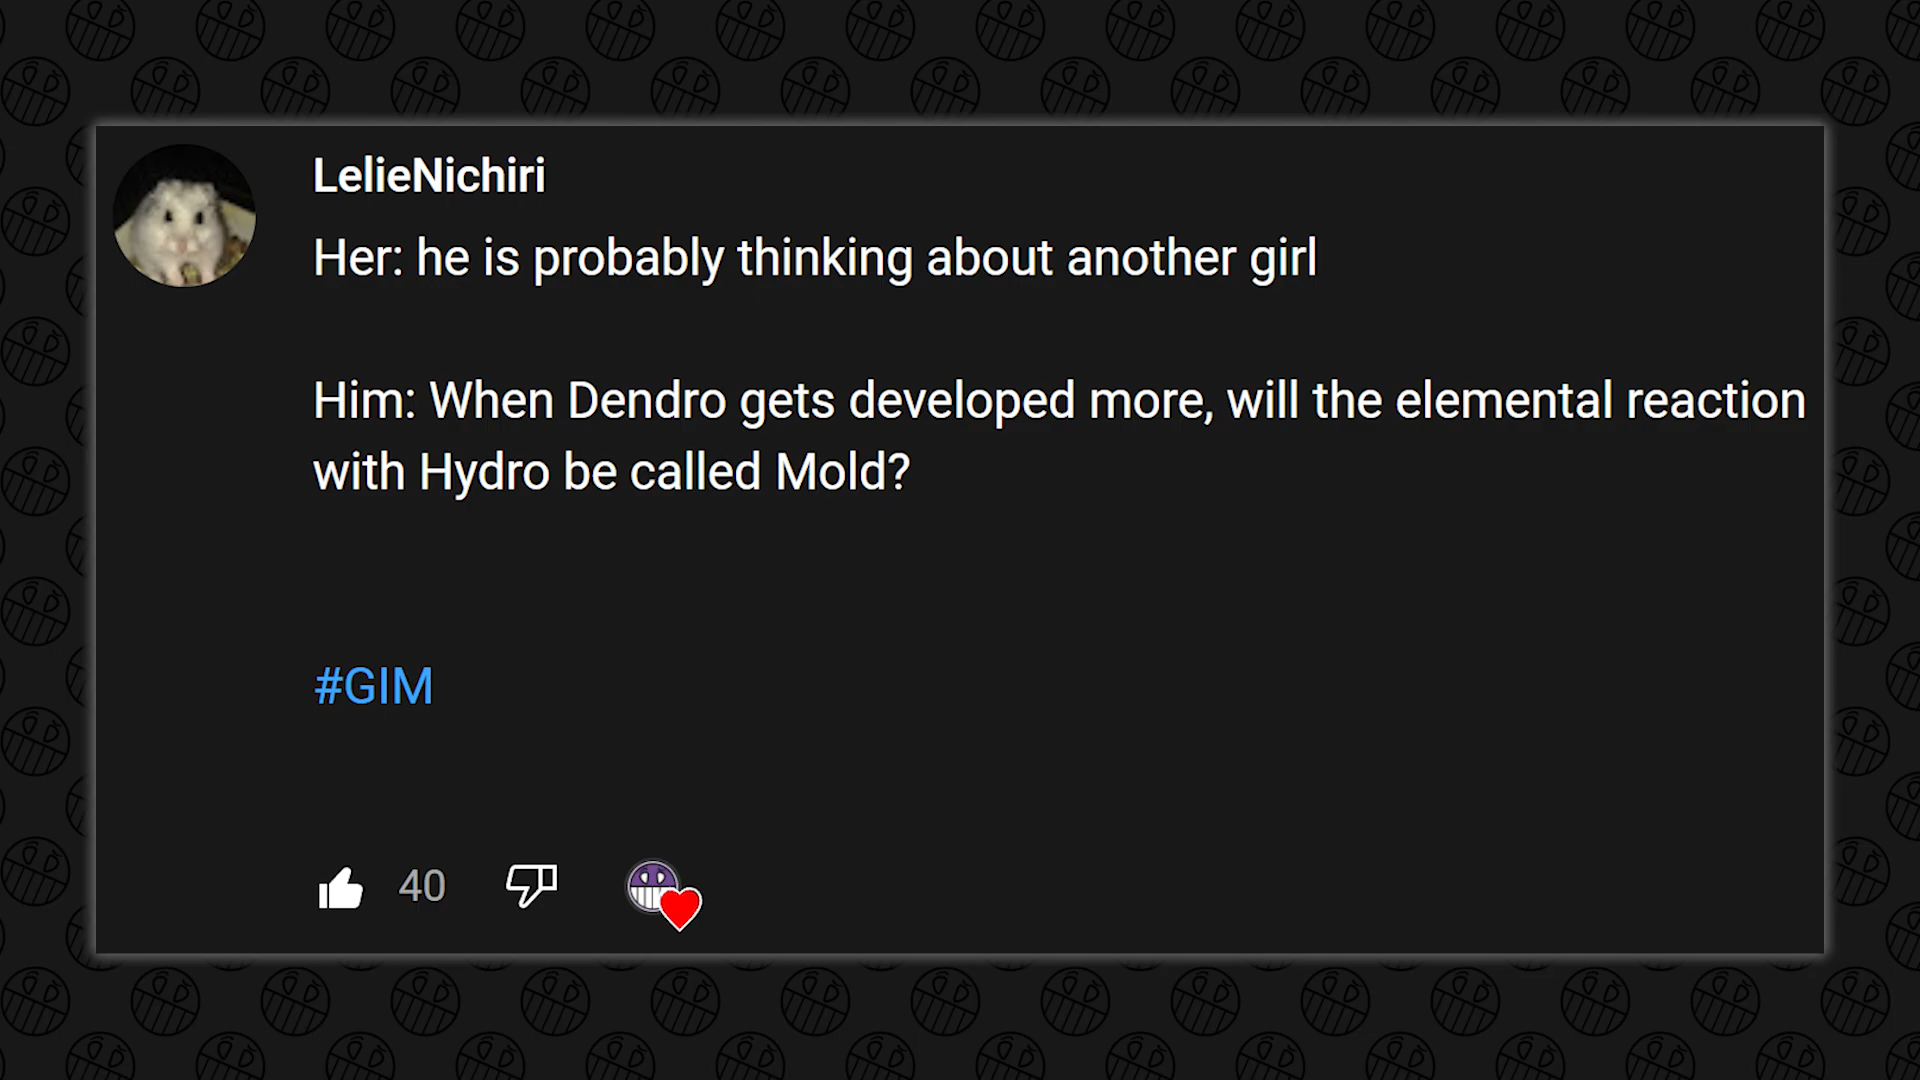 LelieNichiri
Her: he is probably thinking about another girl
Him: When Dendro gets developed more, will the elemental reaction
with Hydro be called Mold?
#GIM
40